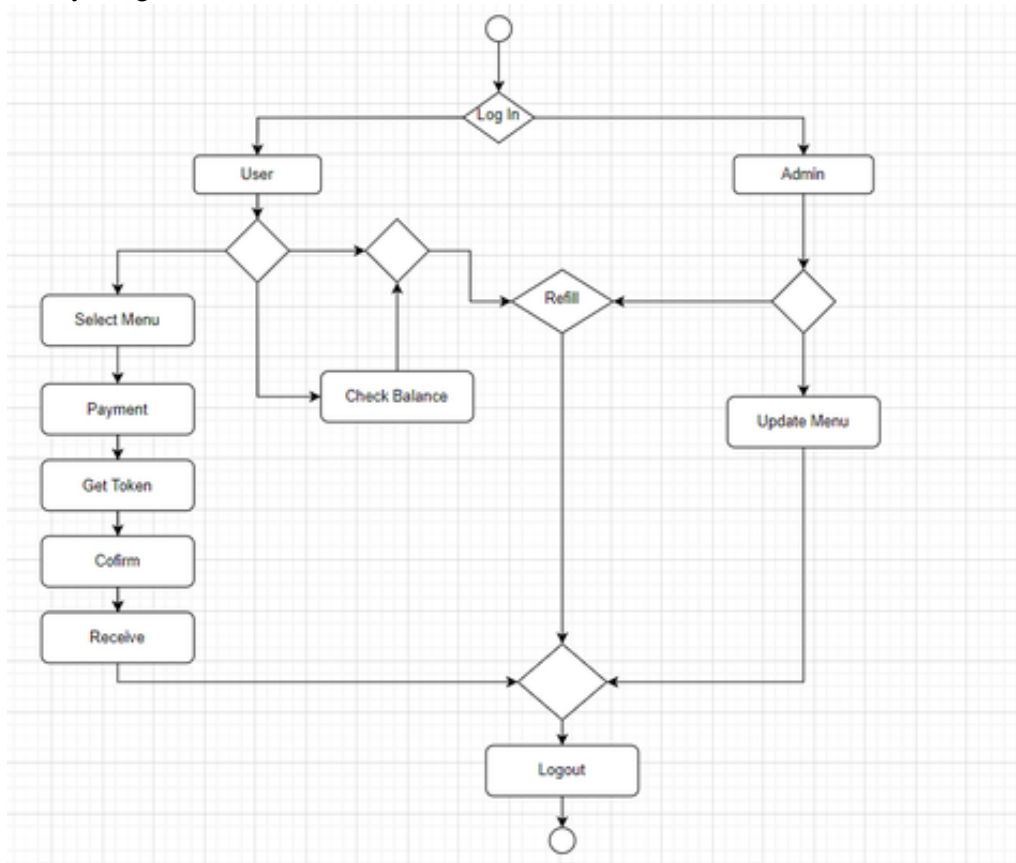 Log In
User
Admin
Refill
Select Menu
Check Balance
Payment
Update Menu
Get Token
Cofirm
Receive
Logout